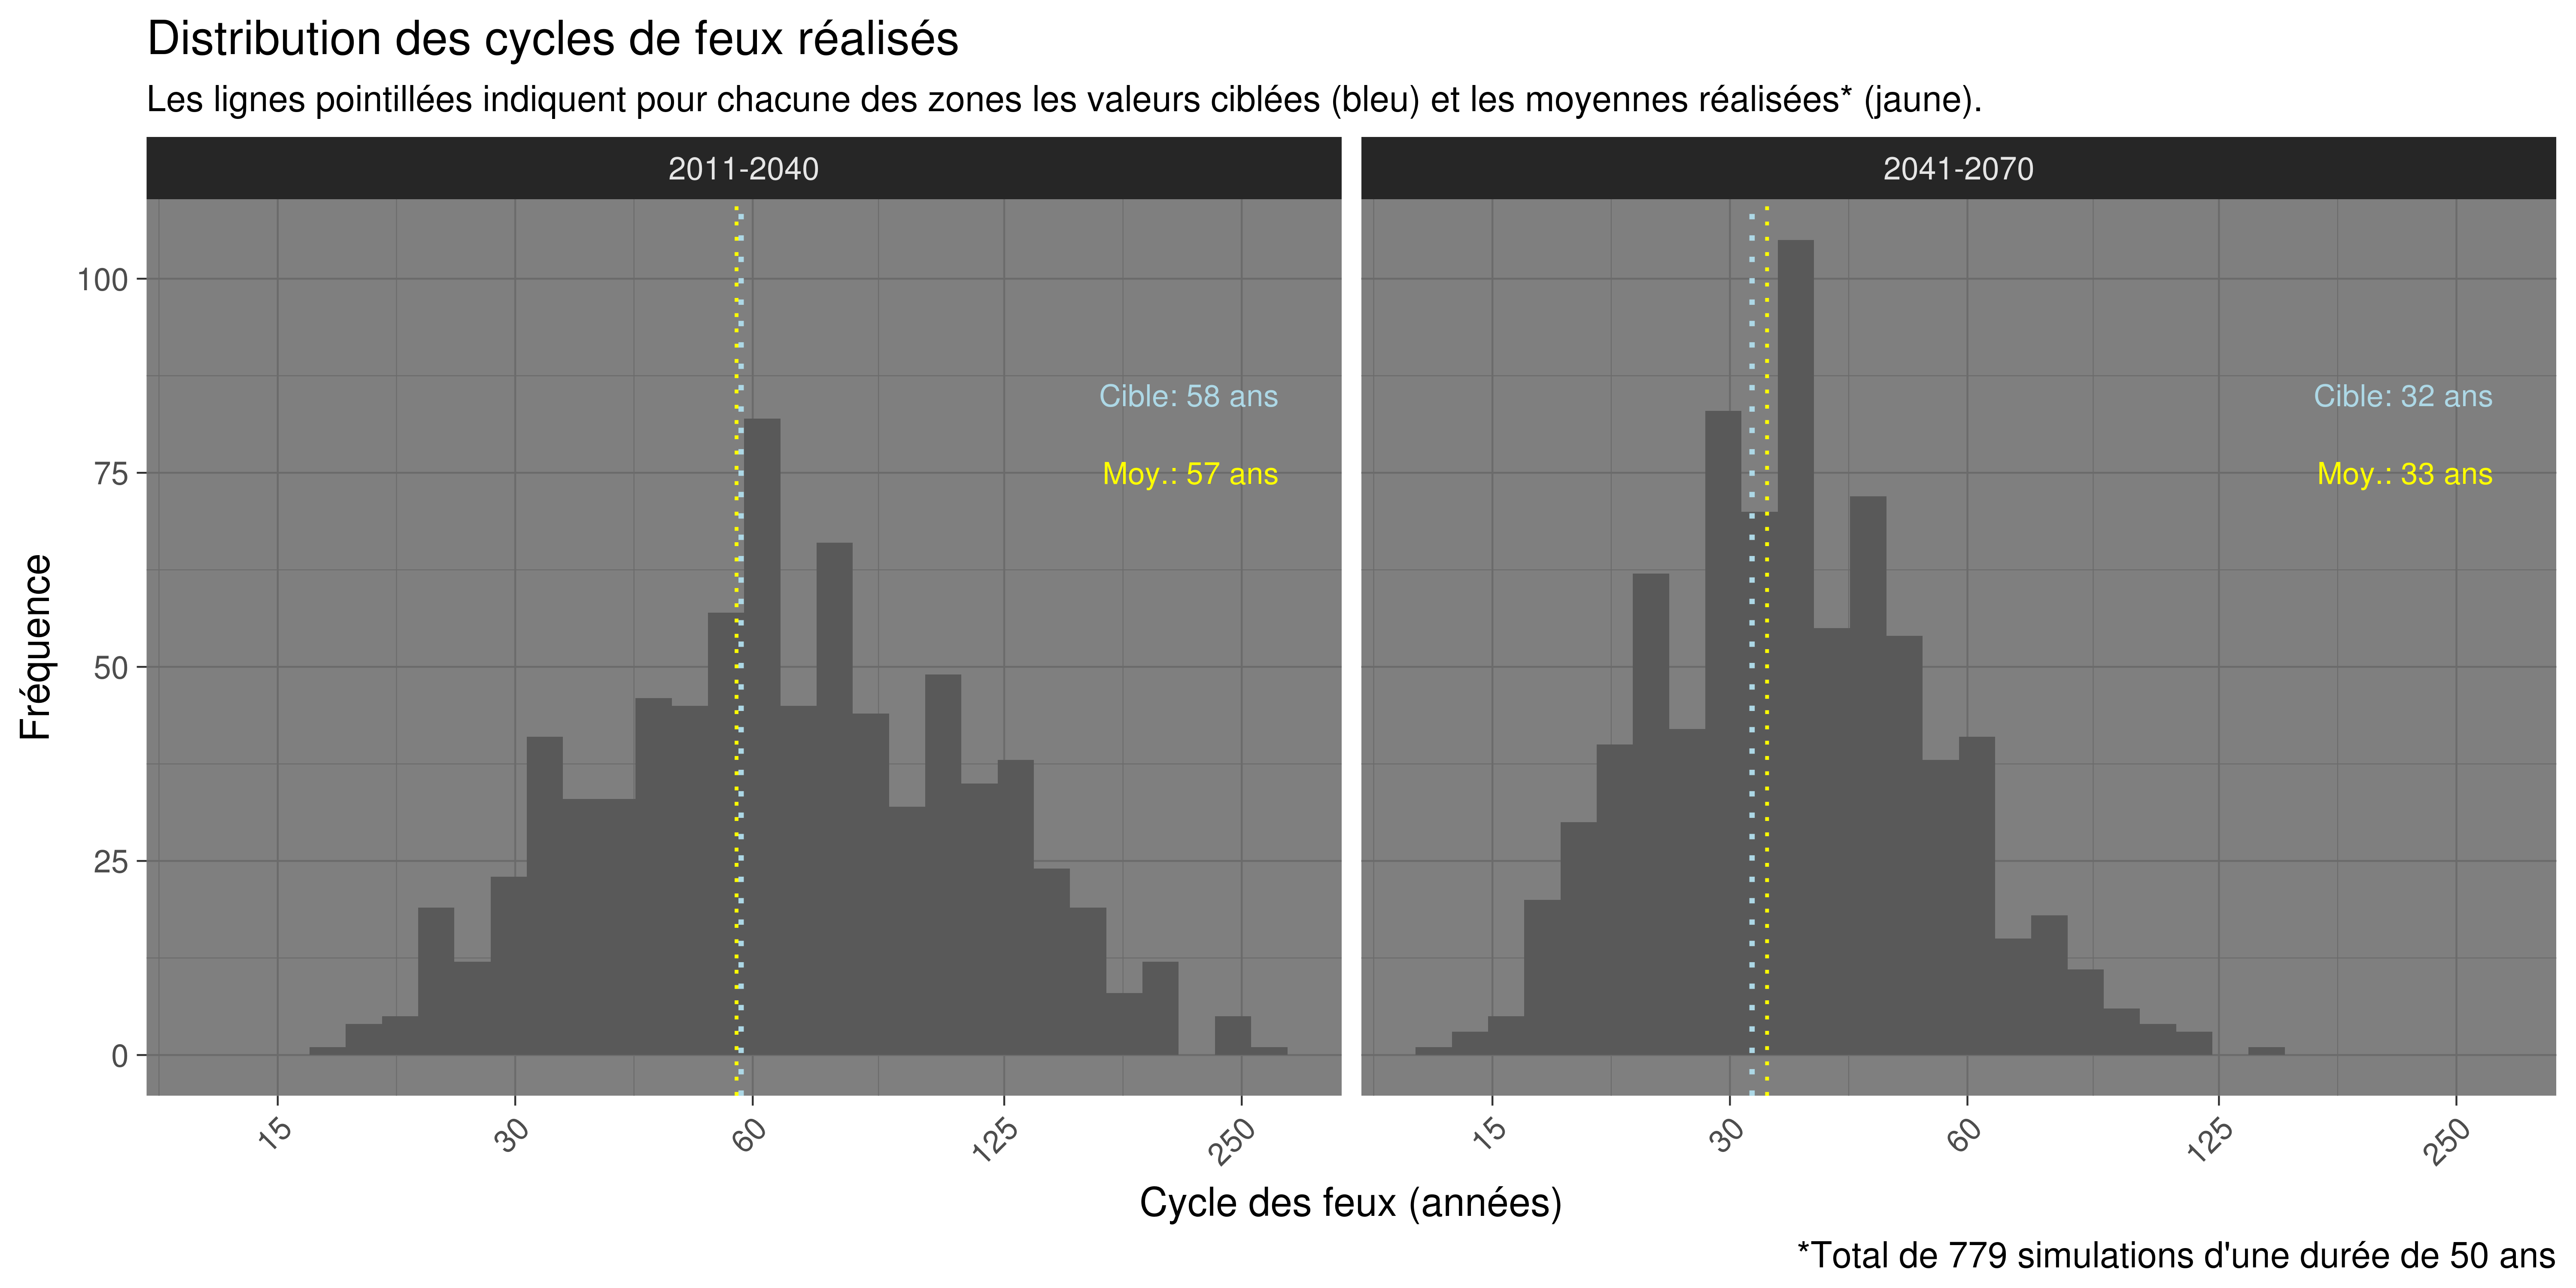 Distribution des cycles de feux réalisés
Les lignes pointillées indiquent pour chacune des zones les valeurs ciblées (bleu) et les moyennes réalisées* (jaune).
2011-2040
2041-2070
Fréquence
100
75
50
25
0
Cible: 58 ans
Moy.: 57 ans
Cible: 32 ans
Moy.: 33 ans
15 30 60 125 250
15 30 60 125 250
Cycle des feux (années)
*Total de 779 simulations d'une durée de 50 ans